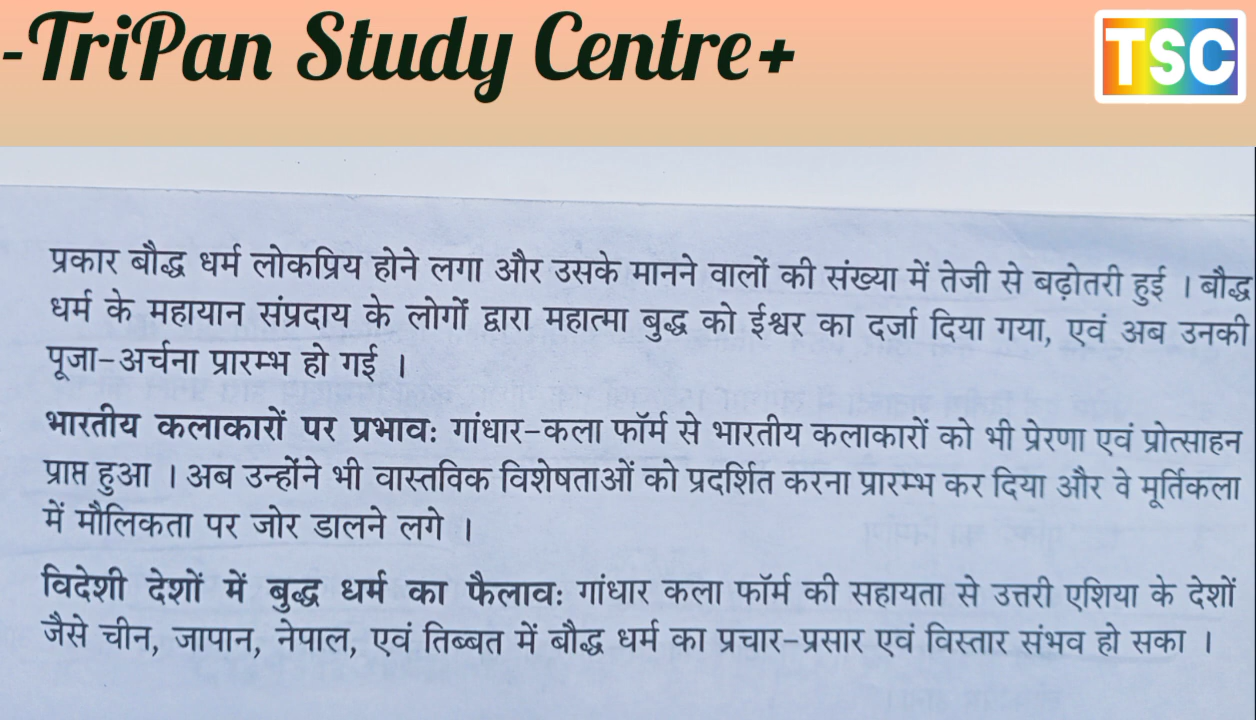 -TriPan Study Centre+
TSC
प्रकार बौद्ध धर्म लोकप्रिय होने लगा और उसके मानने वालों की संख्या में तेजी से बढ़ोतरी हुई । बौद्ध
धर्म के महायान संप्रदाय के लोगों द्वारा महात्मा बुद्ध को ईश्वर का दर्जा दिया गया, एवं अब उनकी
पूजा-अर्चना प्रारम्भ हो गई ।
भारतीय कलाकारों पर प्रभावः गांधार-कला फॉर्म से भारतीय कलाकारों को भी प्रेरणा एवं प्रोत्साहन
प्राप्त हुआ । अब उन्होंने भी वास्तविक विशेषताओं को प्रदर्शित करना प्रारम्भ कर दिया और वे मूर्तिकला
में मौलिकता पर जोर डालने लगे ।
विदेशी देशों में बुद्ध धर्म का फैलावः गांधार कला फॉर्म की सहायता से उत्तरी एशिया के देशों
जैसे चीन, जापान, नेपाल, एवं तिब्बत में बौद्ध धर्म का प्रचार-प्रसार एवं विस्तार संभव हो सका ।